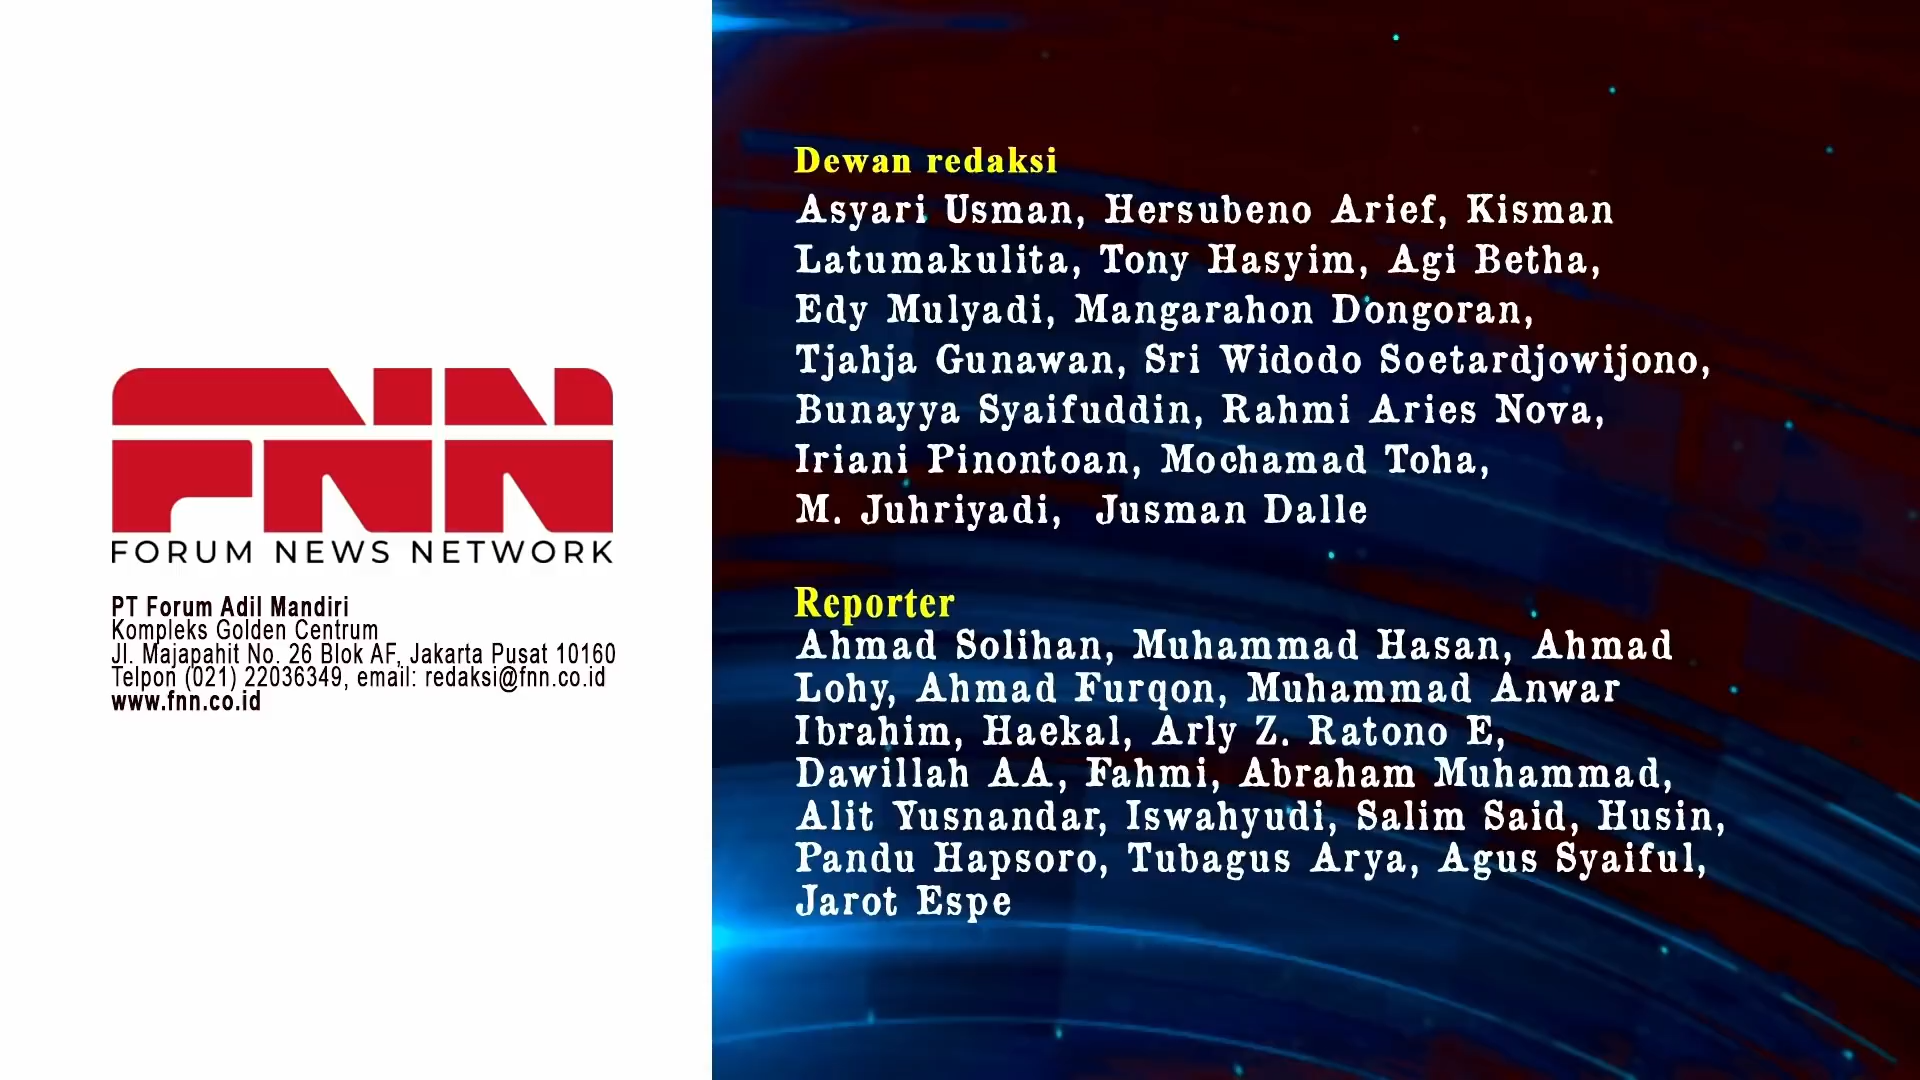 FNN
FORUM NEWS NETWORK
PT Forum Adil Mandiri
Kompleks Golden Centrum
Jl. Majapahit No. 26 Blok AF, Jakarta Pusat 10160
Telpon (021) 22036349, email: redaksi@fnn.co.id
www.fnn.co.id
Dewan redaksi
Asyari Usman, Hersubeno Arief, Kisman
Latumakulita, Tony Hasyim, Agi Betha,
Edy Mulyadi, Mangarahon Dongoran,
Tjahja Gunawan, Sri Widodo Soetardjowijono,
Bunayya Syaifuddin, Rahmi Aries Nova,
Iriani Pinontoan, Mochamad Toha,
M. Juhriyadi, Jusman Dalle
Reporter
Ahmad Solihan, Muhammad Hasan, Ahmad
Lohy, Ahmad Furqon, Muhammad Anwar
Ibrahim, Haekal, Arly Z. Ratono E,
Dawillah AA, Fahmi, Abraham Muhammad,
Alit Yusnandar, Iswahyudi, Salim Said, Husin,
Pandu Hapsoro, Tubagus Arya, Agus Syaiful,
Jarot Espe